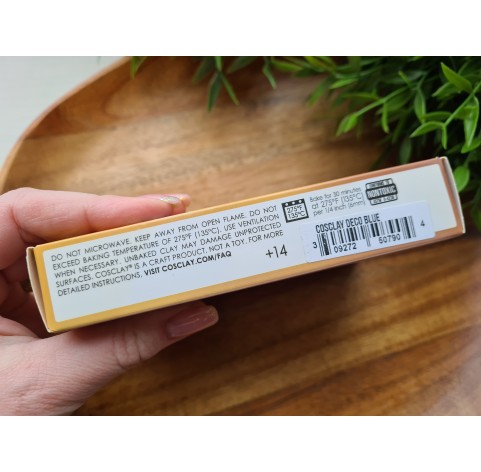 DO NOT MICROWAVE. KEEP AWAY FROM OPEN FLAME. DO NOT
EXCEED BAKING TEMPERATURE OF 275°F (135°C). USE VENTILATION
WHEN NECESSARY. UNBAKED CLAY MAY DAMAGE UNPROTECTED
SURFACES. COSCLAY® IS A CRAFT PRODUCT. NOT A TOY. FOR MORE
DETAILED INSTRUCTIONS, VISIT COSCLAY.COM/FAQ
+14
275°F
135°C
Bake for 30 minutes
at 275°F (135°C)
per 1/4 inch (6mm)
NONTOXIC
COSCLAY DECO BLUE
3 09272 50790 4